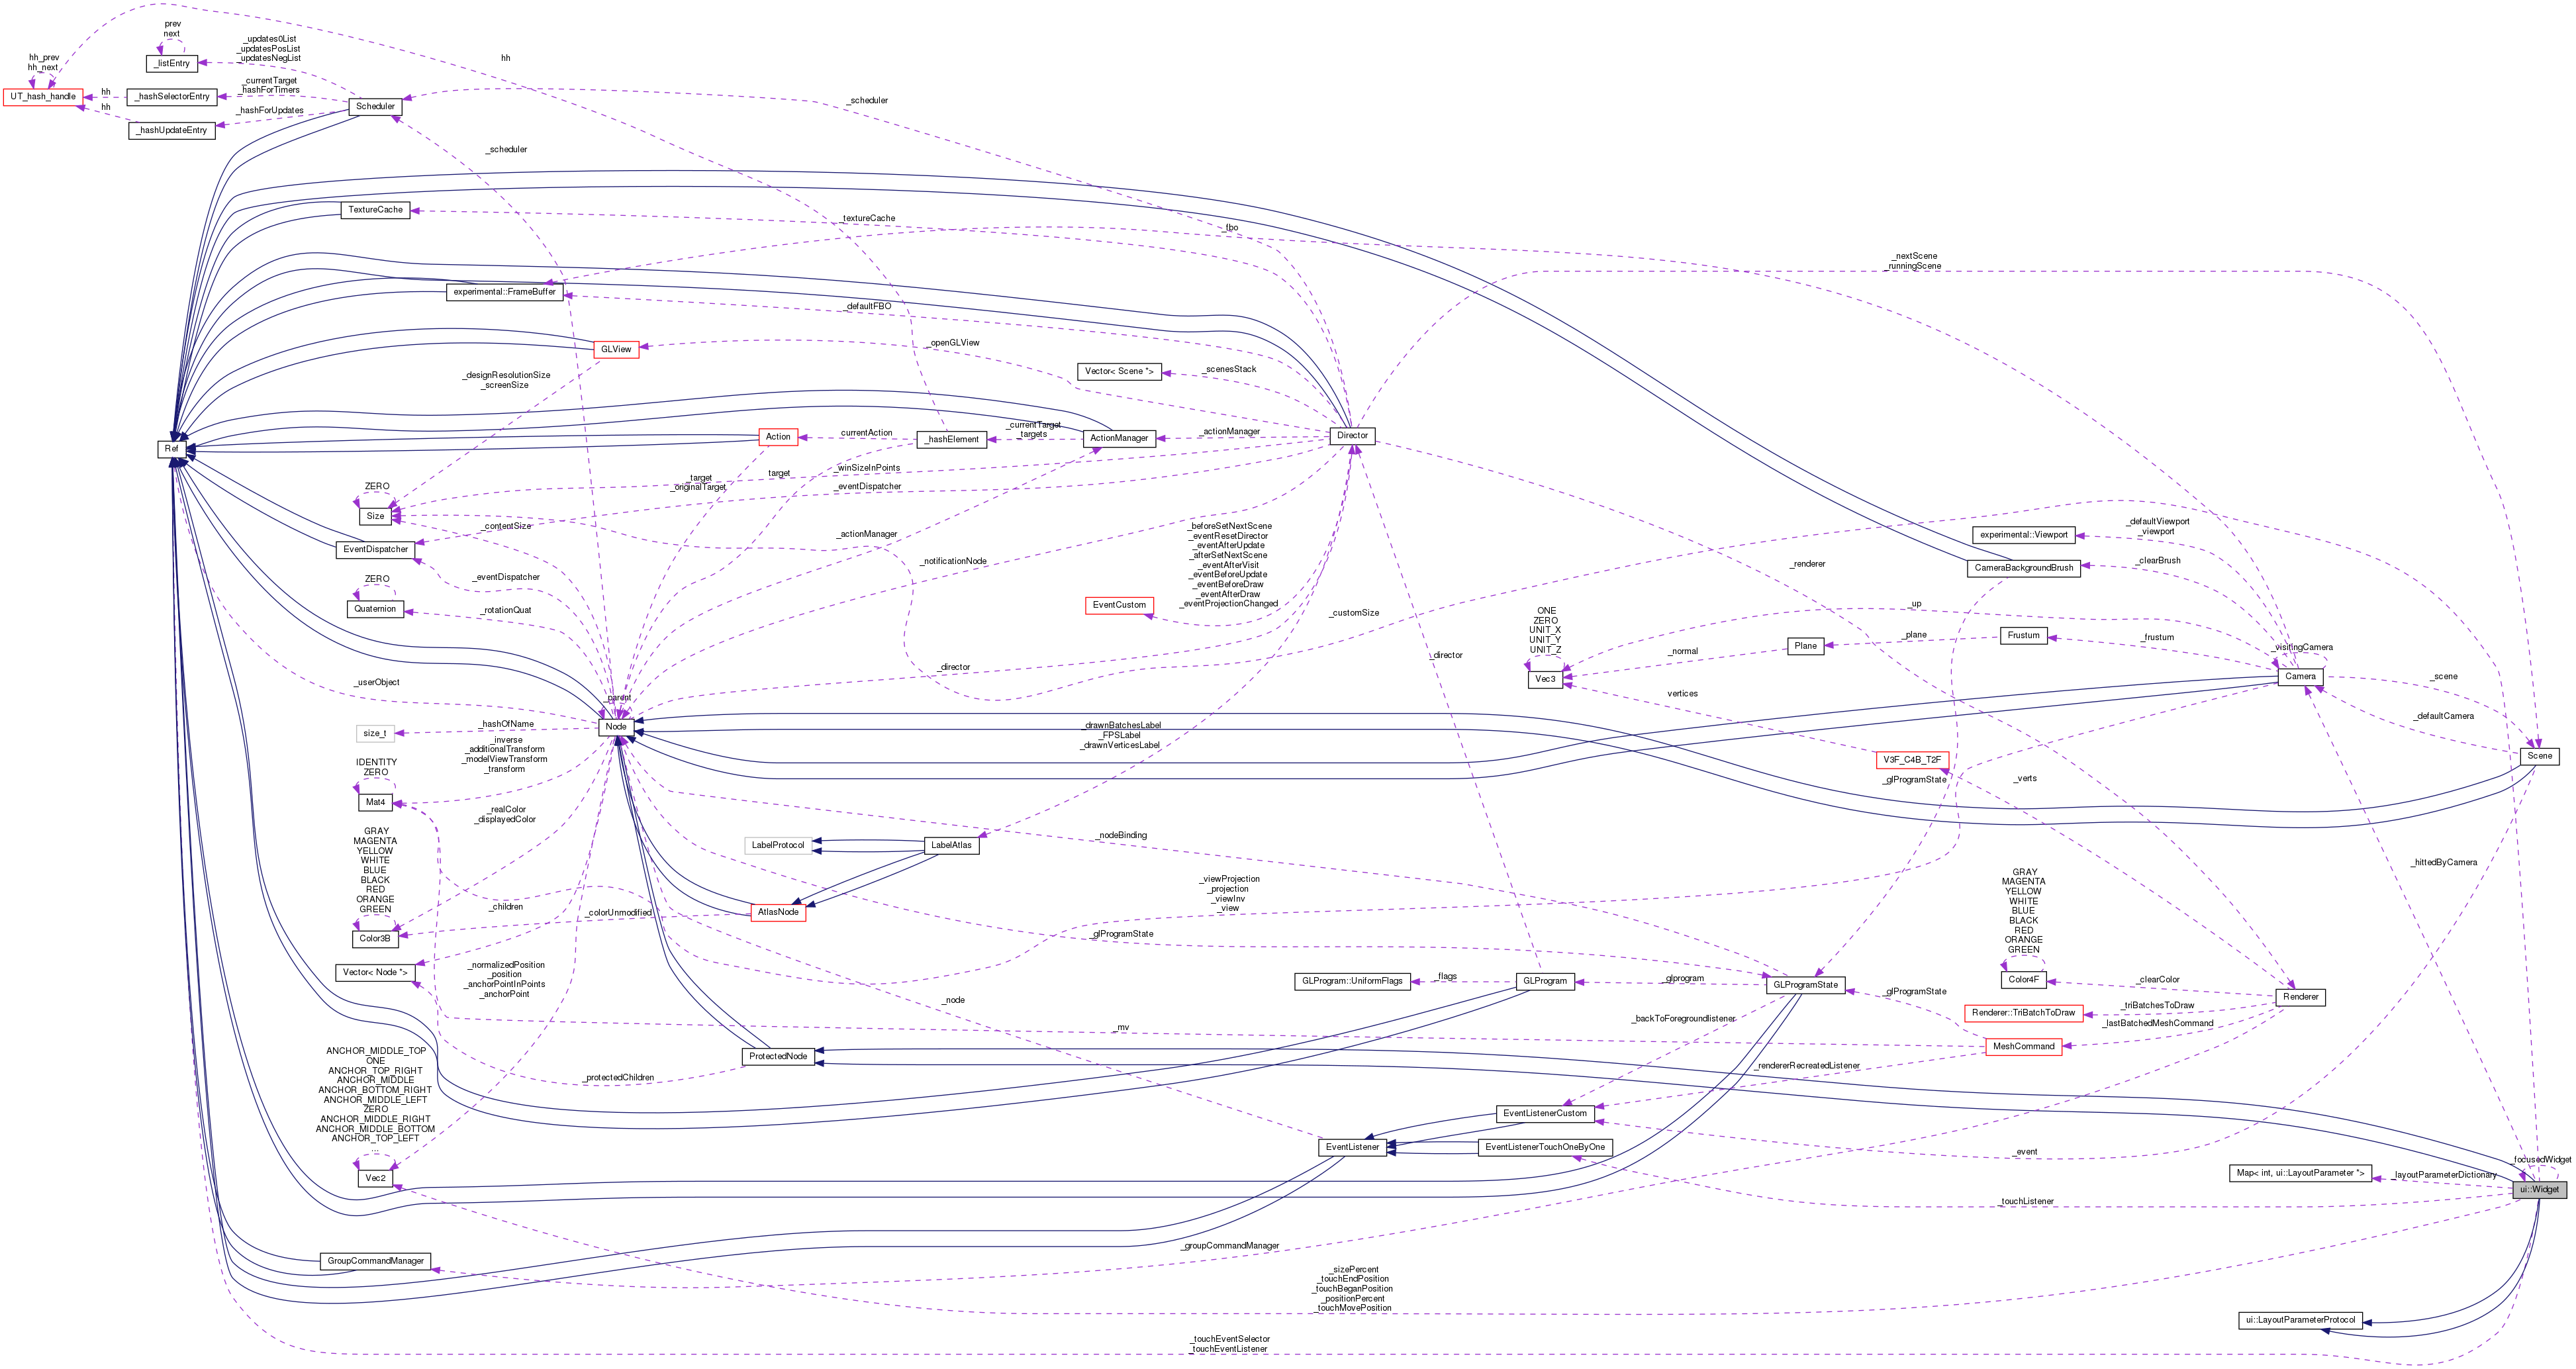 prev
next
_listEntry
_updates0List
_updatesPosList
_updatesNegList
hh_prev
hh_next
UT_hash_handle
hh
_hashSelectorEntry
_currentTarget
_hashForTimers
hh
_hashUpdateEntry
_hashForUpdates
Scheduler
hh
_scheduler
_scheduler
TextureCache
_textureCache
_fbo
_nextScene
_runningScene
experimental::FrameBuffer
_defaultFBO
GLView
_openGLView
_designResolutionSize
_screenSize
Vector< Scene *>
_scenesStack
Ref
Action
currentAction
_hashElement
_currentTarget
_targets
ActionManager
_actionManager
Director
_target
_originalTarget
target
_winSizeInPoints
_eventDispatcher
ZERO
Size
_contentSize
EventDispatcher
_actionManager
_notificationNode
_eventDispatcher
ZERO
Quaternion
_rotationQuat
_beforeSetNextScene
_eventResetDirector
_eventAfterUpdate
_afterSetNextScene
_eventAfterVisit
_eventBeforeUpdate
_eventBeforeDraw
_eventAfterDraw
_eventProjectionChanged
EventCustom
_customSize
_renderer
experimental::Viewport
_defaultViewport
_viewport
CameraBackgroundBrush
_clearBrush
_up
ONE
ZERO
UNIT_X
UNIT_Y
UNIT_Z
Vec3
_normal
Plane
_plane
Frustum
_frustum
_visitingCamera
Camera
_scene
_defaultCamera
Scene
_userObject
_director
_director
_parent
Node
size_t
_hashOfName
_inverse
_additionalTransform
_modelViewTransform
_transform
IDENTITY
ZERO
Mat4
_drawnBatchesLabel
_FPSLabel
_drawnVerticesLabel
vertices
V3F_C4B_T2F
_glProgramState
_verts
_realColor
_displayedColor
GRAY
MAGENTA
YELLOW
WHITE
BLUE
BLACK
RED
ORANGE
GREEN
Color3B
LabelProtocol
LabelAtlas
_nodeBinding
_hittedByCamera
_children
_colorUnmodified
AtlasNode
_viewProjection
_projection
_viewInv
_view
_glProgramState
GRAY
MAGENTA
YELLOW
WHITE
BLUE
BLACK
RED
ORANGE
GREEN
Color4F
_clearColor
Vector< Node *>
_normalizedPosition
_position
_anchorPointInPoints
_anchorPoint
GLProgram::UniformFlags
_flags
GLProgram
_glprogram
GLProgramState
_glProgramState
Renderer
_node
_backToForegroundlistener
Renderer::TriBatchToDraw
_triBatchesToDraw
_lastBatchedMeshCommand
_mv
MeshCommand
ProtectedNode
_protectedChildren
_rendererRecreatedListener
ANCHOR_MIDDLE_TOP
ONE
ANCHOR_TOP_RIGHT
ANCHOR_MIDDLE
ANCHOR_BOTTOM_RIGHT
ANCHOR_MIDDLE_LEFT
ZERO
ANCHOR_MIDDLE_RIGHT
ANCHOR_MIDDLE_BOTTOM
ANCHOR_TOP_LEFT
...
Vec2
EventListenerCustom
EventListener
EventListenerTouchOneByOne
_event
_focusedWidget
Map< int, ui::LayoutParameter *>
_layoutParameterDictionary
ui::Widget
_touchListener
GroupCommandManager
_groupCommandManager
_sizePercent
_touchEndPosition
_touchBeganPosition
_positionPercent
_touchMovePosition
ui::LayoutParameterProtocol
_touchEventSelector
_touchEventListener